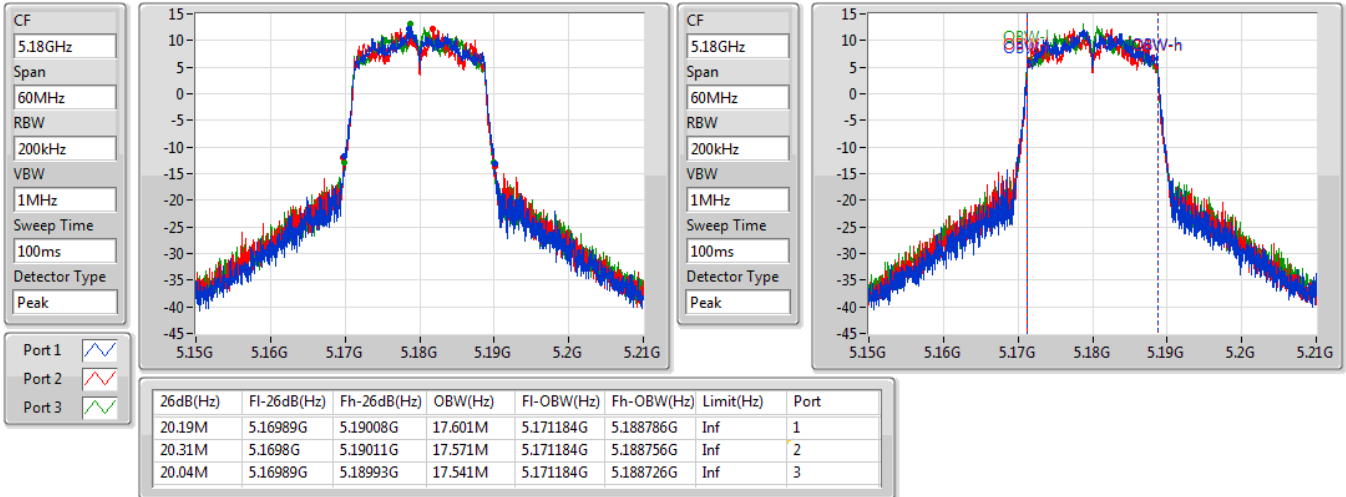 CF
5.18GHz
Span
60MHz
RBW
200kHz
VBW
1MHz
Sweep Time
100ms
Detector Type
Peak
15
10
5
0
-5
-10
-15
-20
-25
-30
-35
-40
-45
5.15G 5.16G 5.17G 5.18G 5.19G 5.2G 5.21G
CF
5.18GHz
Span
60MHz
RBW
200kHz
VBW
1MHz
Sweep Time
100ms
Detector Type
Peak
15
10
5
0
-5
-10
-15
-20
-25
-30
-35
-40
-45
OBW-l
OBW-h
5.15G 5.16G 5.17G 5.18G 5.19G 5.2G 5.21G
Port 1
Port 2
Port 3
26dB(Hz) Fl-26dB(Hz) Fh-26dB(Hz) OBW(Hz) Fl-OBW(Hz) Fh-OBW(Hz) Limit(Hz) Port
20.19M 5.16989G 5.19008G 17.601M 5.171184G 5.188786G Inf 1
20.31M 5.1698G 5.19011G 17.571M 5.171184G 5.188756G Inf 2
20.04M 5.16989G 5.18993G 17.541M 5.171184G 5.188726G Inf 3